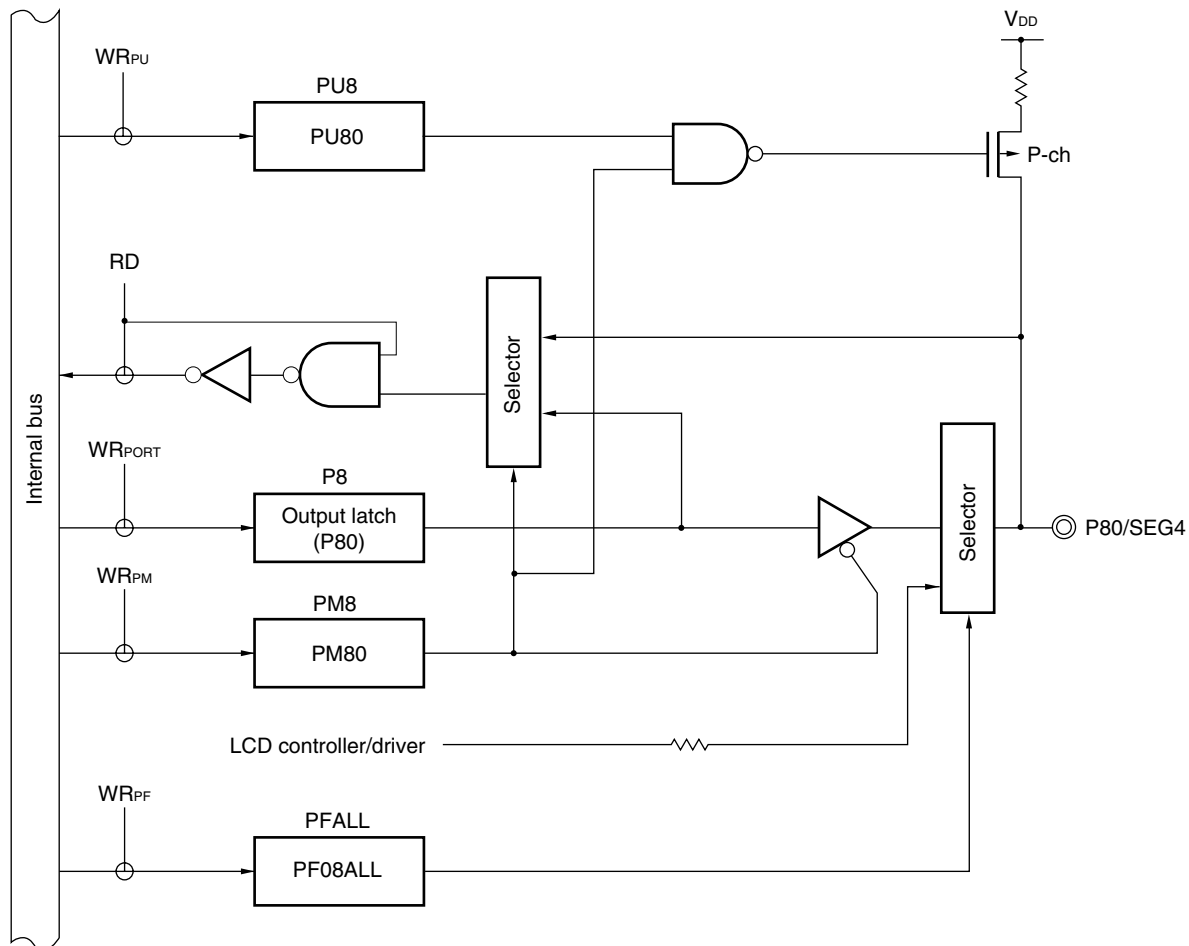 VDD
WRPU
PU8
PU80
P-ch
RD
Selector
Internal bus
WRPORT
P8
Output latch
(P80)
Selector
P80/SEG4
WRPM
PM8
PM80
LCD controller/driver
WRPF
PFALL
PF08ALL